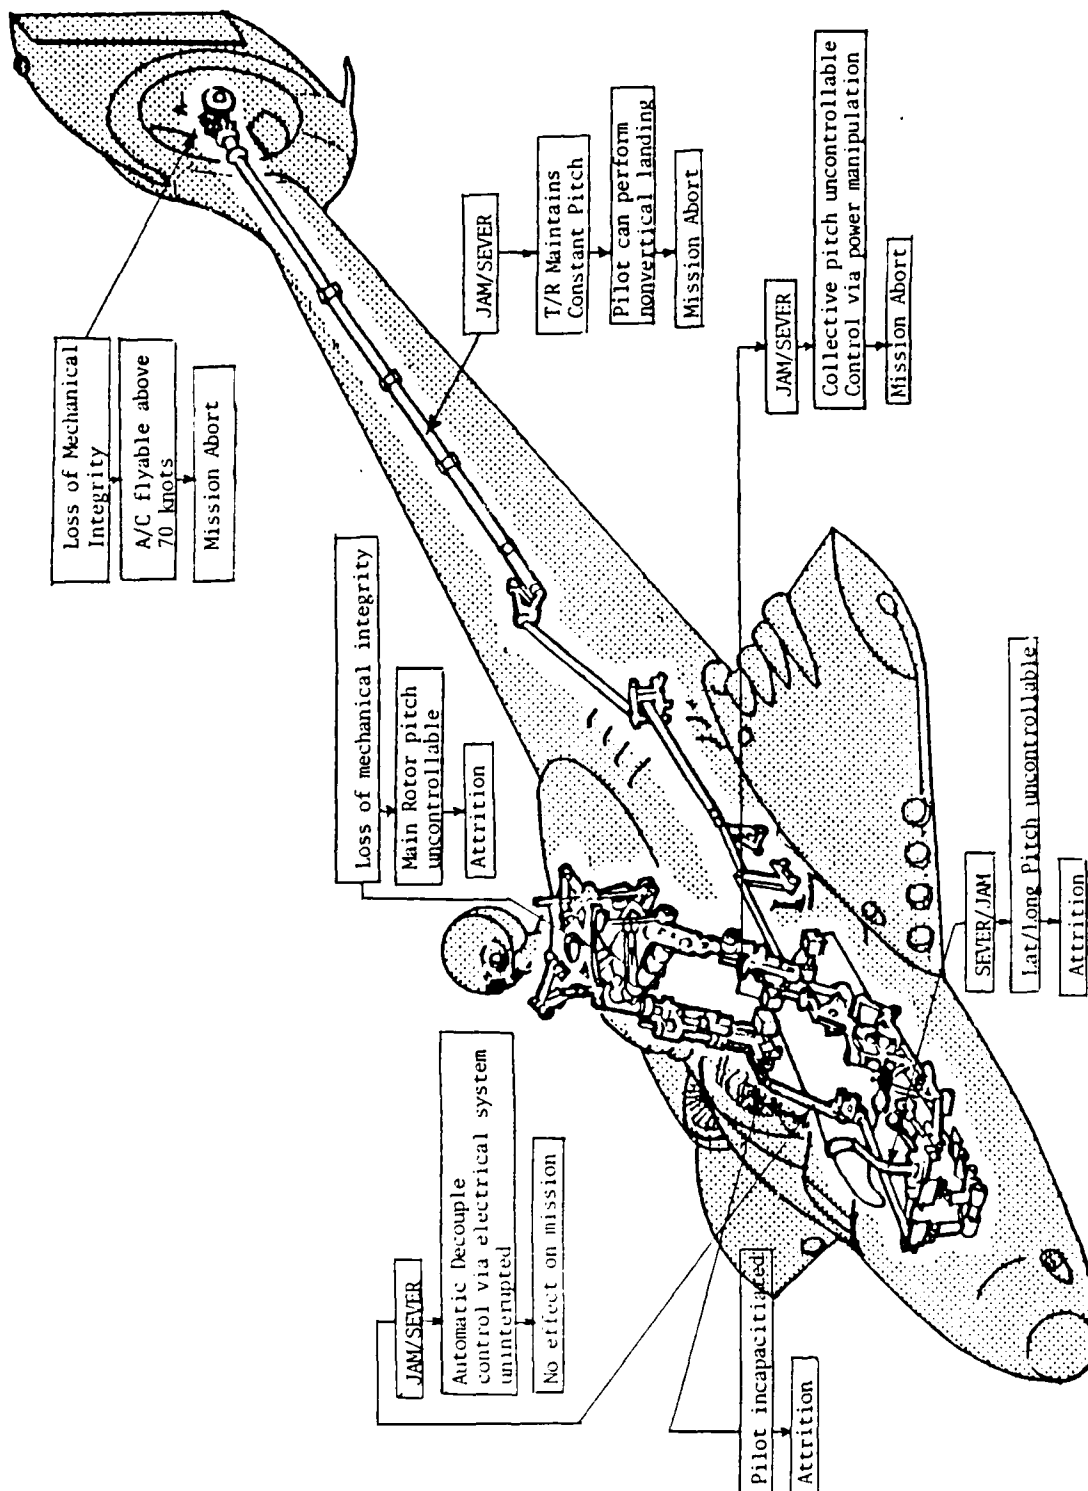 Loss of Mechanical
Integrity
A/C flyable above
70 knots
Mission Abort
Loss of mechanical integrity
Main Rotor pitch
uncontrollable
Attrition
JAM/SEVER
Automatic Decouple
control via electrical system
uninterupted
No effect on mission
Pilot incapacitiated
Attrition
JAM/SEVER
T/R Maintains
Constant Pitch
Pilot can perform
nonvertical landing
Mission Abort
JAM/SEVER
Collective pitch uncontrollable
Control via power manipulation
Mission Abort
SEVER/JAM
Lat/long Pitch uncontrollable
Attrition